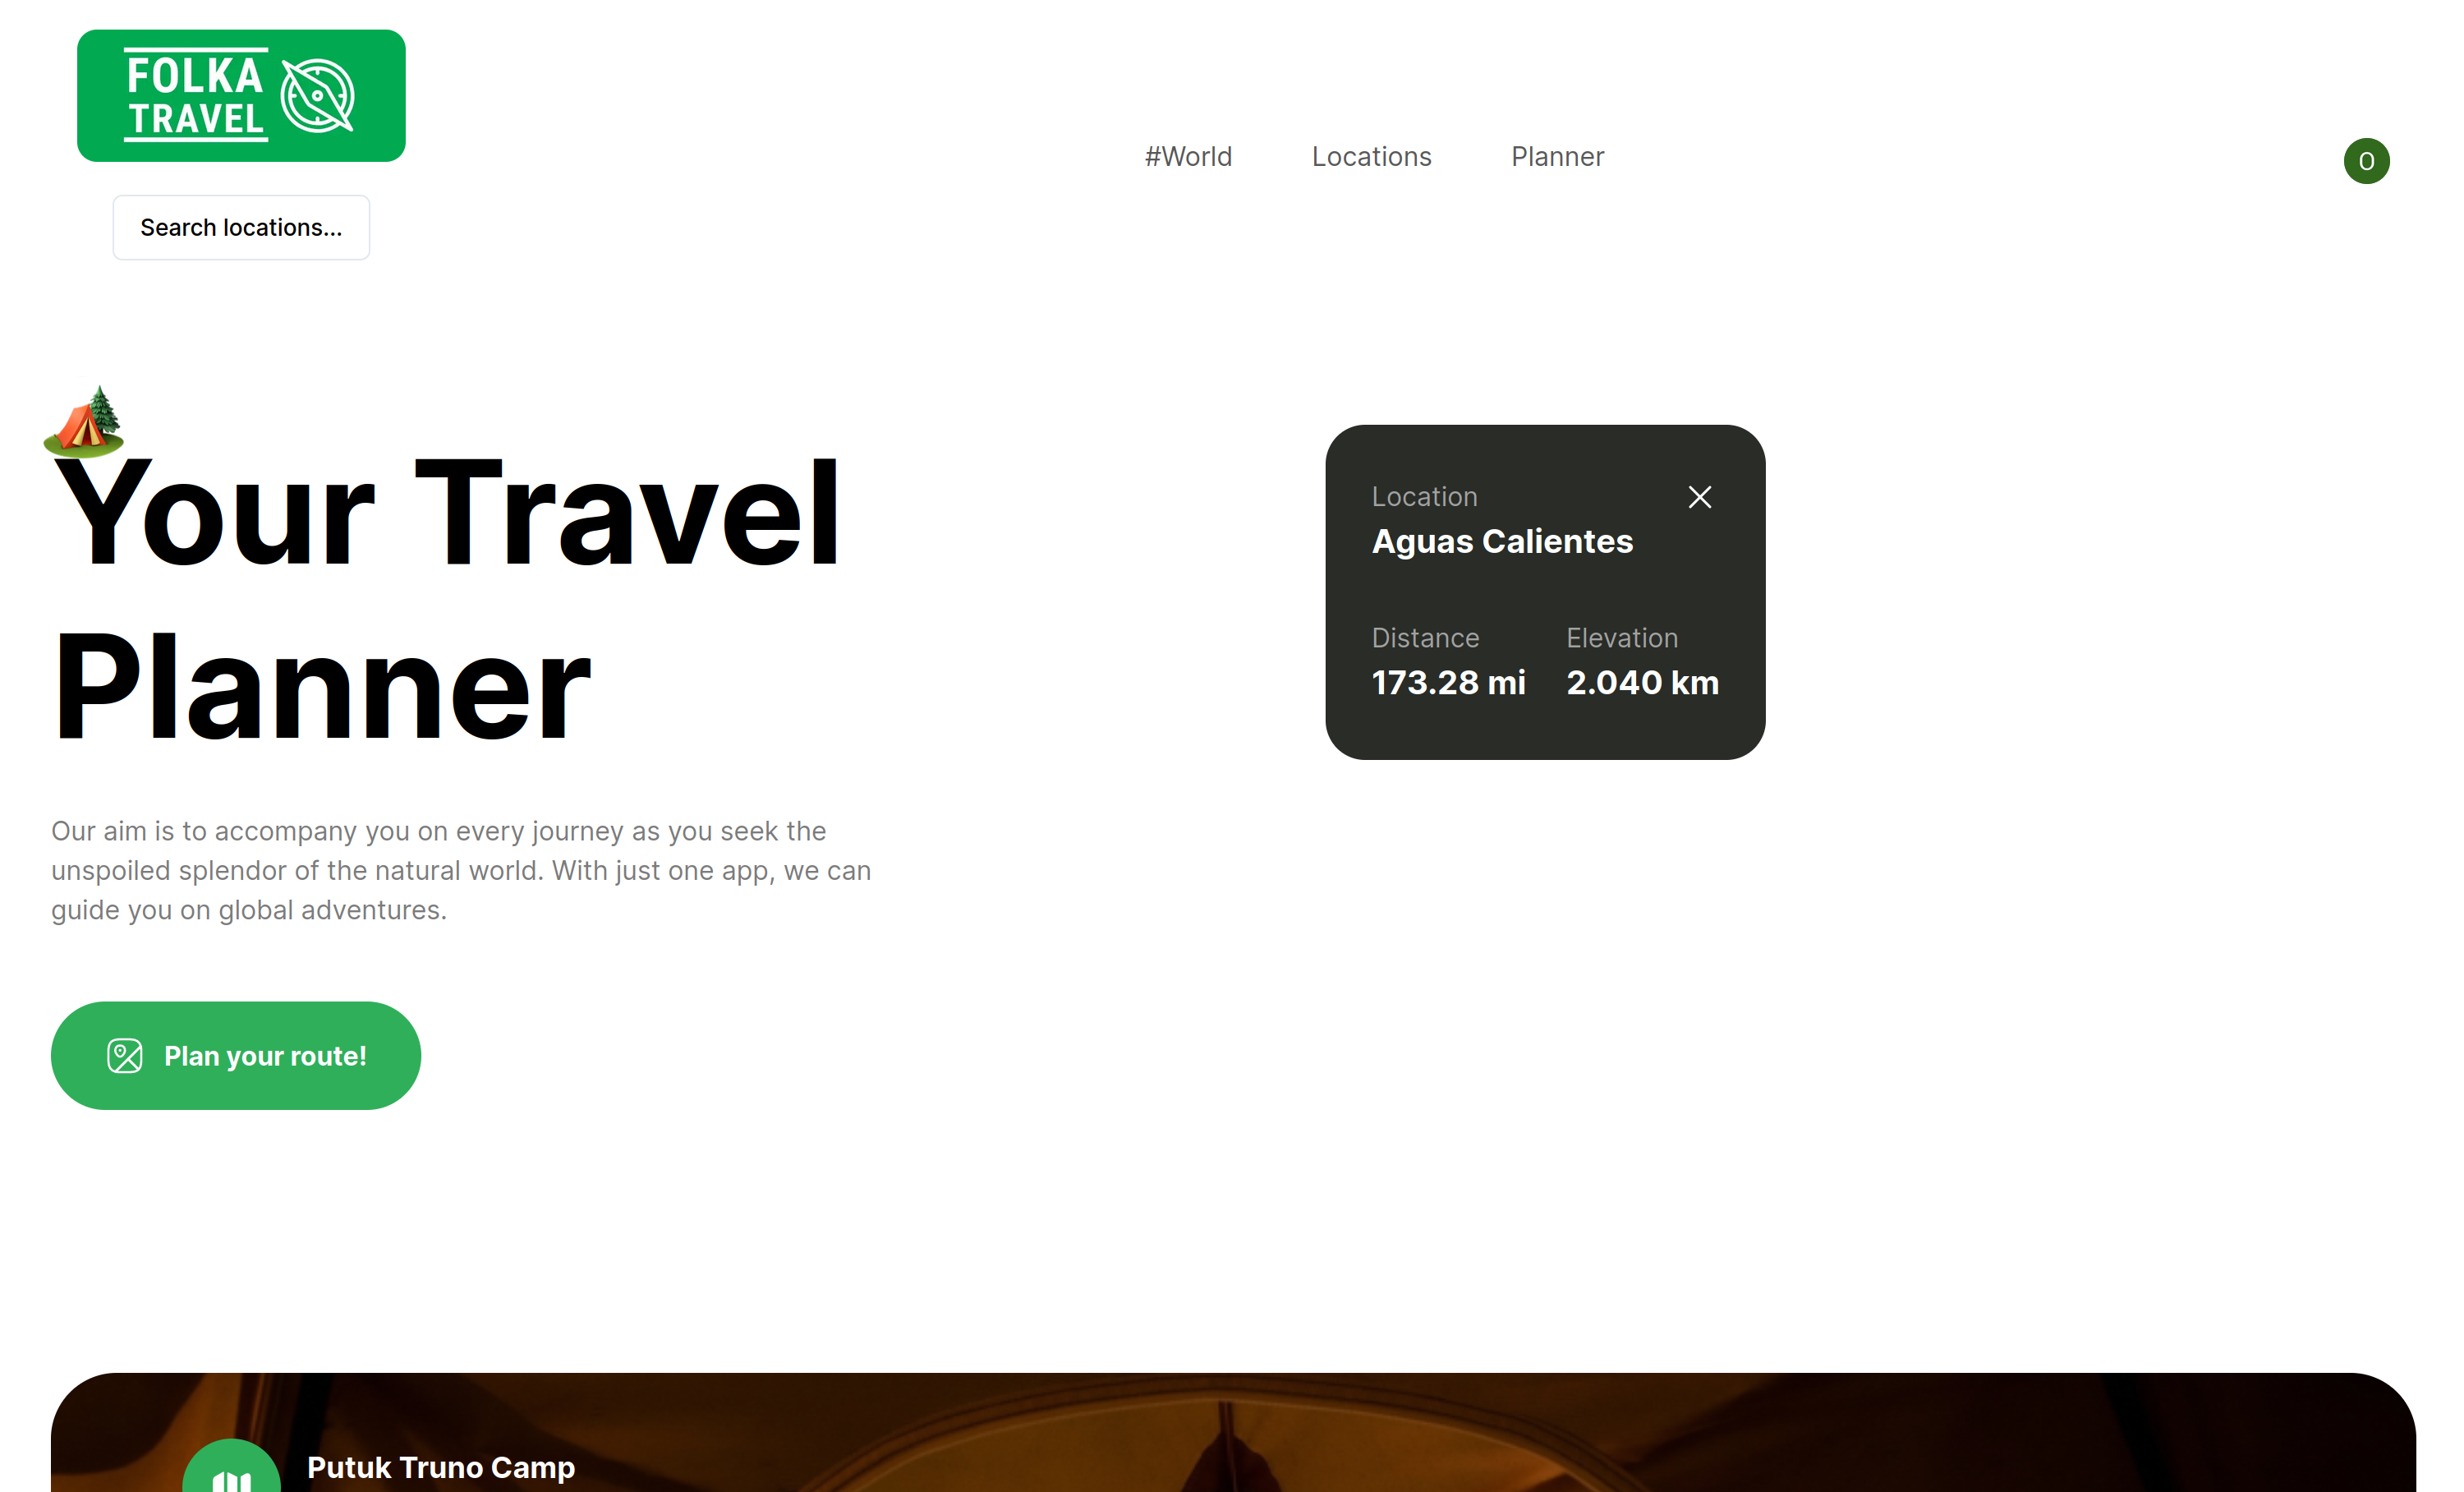 FOLKA
TRAVEL
#World
Locations
Planner
0
Search locations...
Your Travel
Planner
Location
Aguas Calientes
Distance
Elevation
173.28 mi
2.040 km
Our aim is to accompany you on every journey as you seek the
unspoiled splendor of the natural world. With just one app, we can
guide you on global adventures.
Plan your route!
Putuk Truno Camp